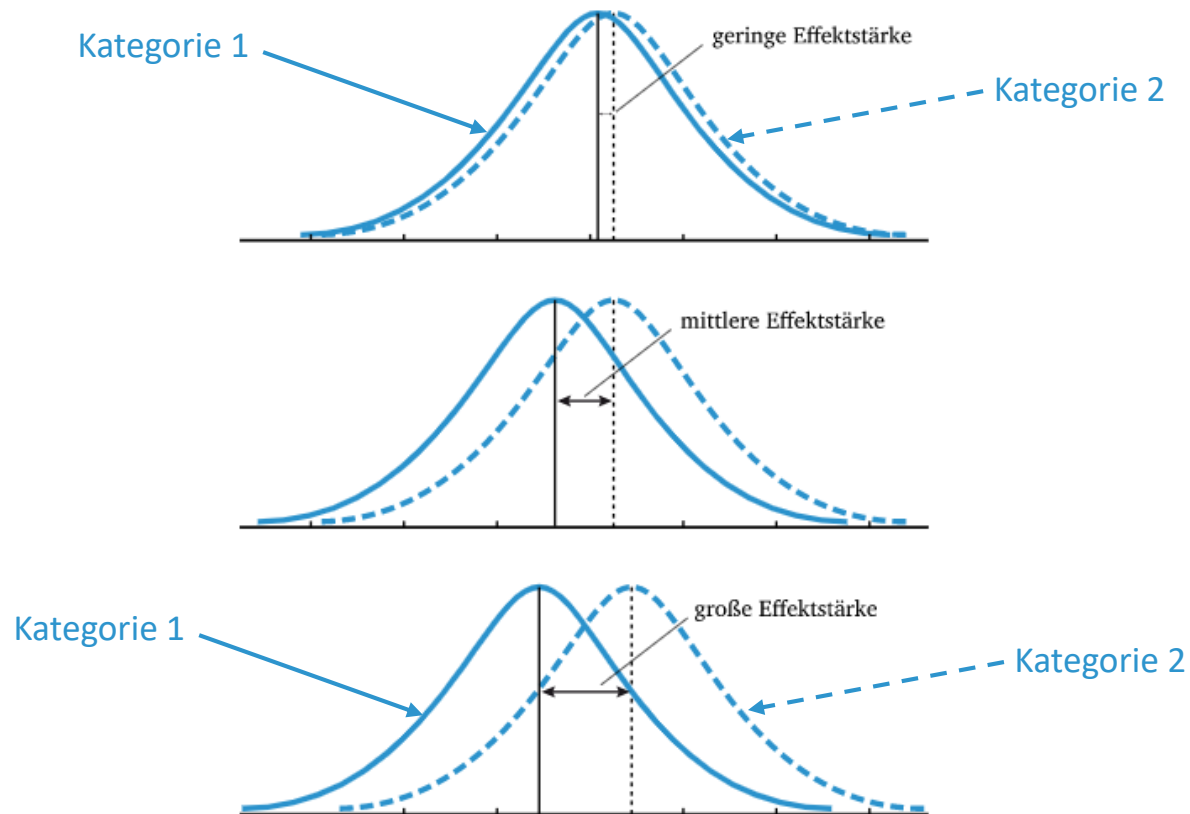 Kategorie 1
geringe Effektstärke
Kategorie 2
mittlere Effektstärke
große Effektstärke
Kategorie 1
Kategorie 2